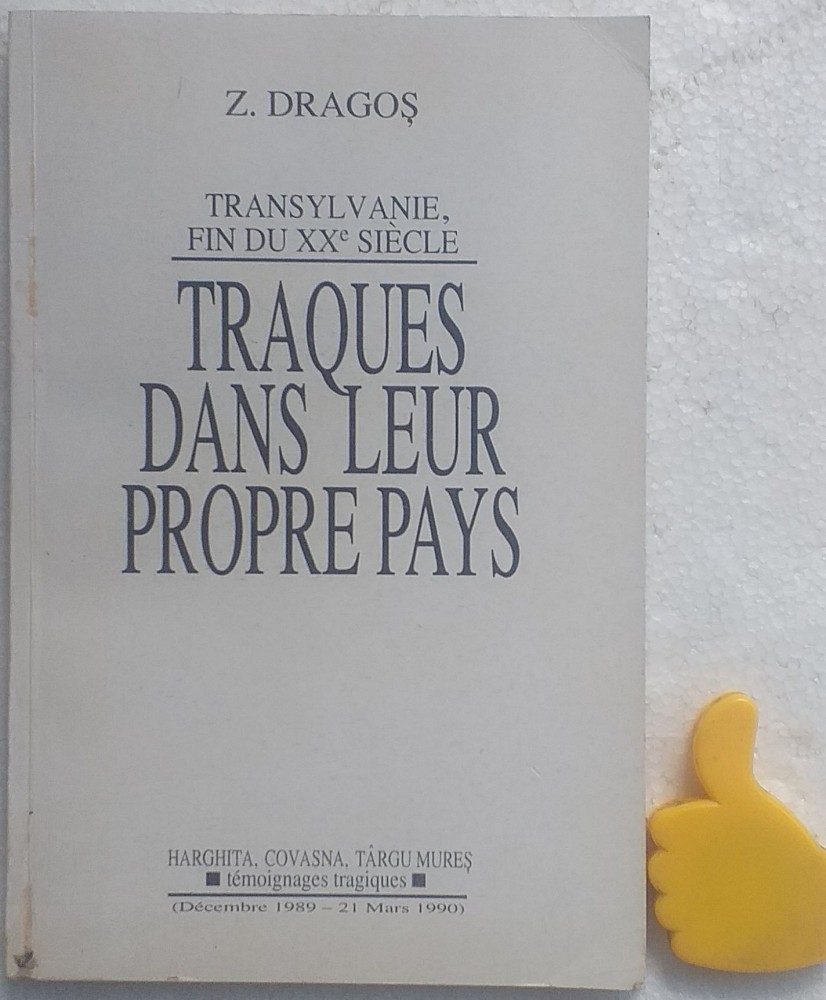 Z. DRAGOȘ
TRANSYLVANIE,
FIN DU XXe SIÈCLE
TRAQUES
DANS LEUR
PROPRE PAYS
HARGHITA, COVASNA, TÂRGU MUREȘ
■ témoignages tragiques ■
(Décembre 1989 – 21 Mars 1990)